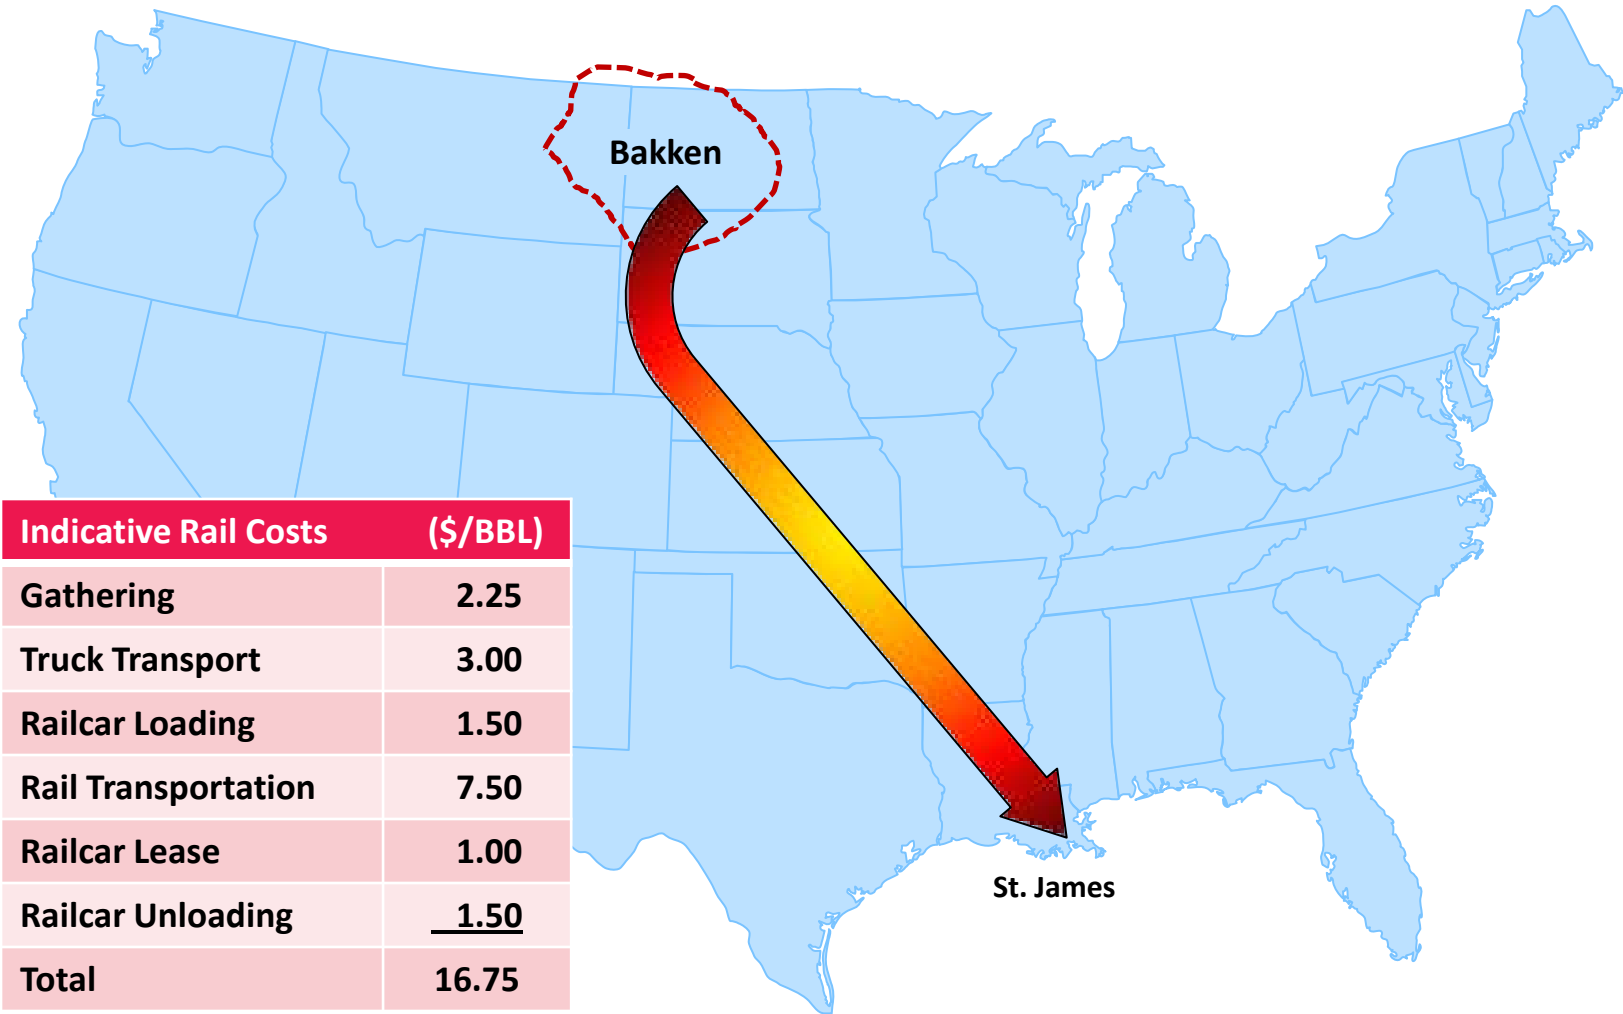 Bakken
Indicative Rail Costs ($/BBL)
Gathering 2.25
Truck Transport 3.00
Railcar Loading 1.50
Rail Transportation 7.50
Railcar Lease 1.00
Railcar Unloading 1.50
Total 16.75
St. James